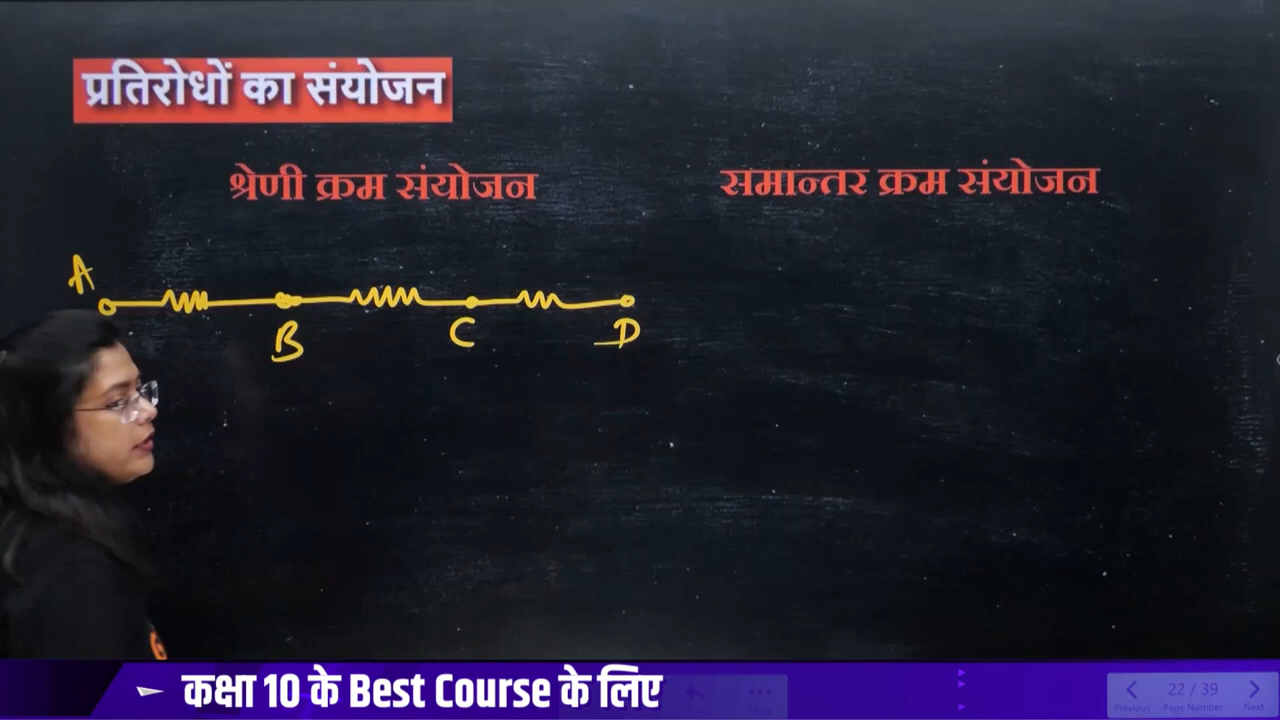 प्रतिरोधों का संयोजन
श्रेणी क्रम संयोजन
समान्तर क्रम संयोजन
A
B
C
D
कक्षा 10 के Best Course के लिए
22 / 39
Previous Page Number Next